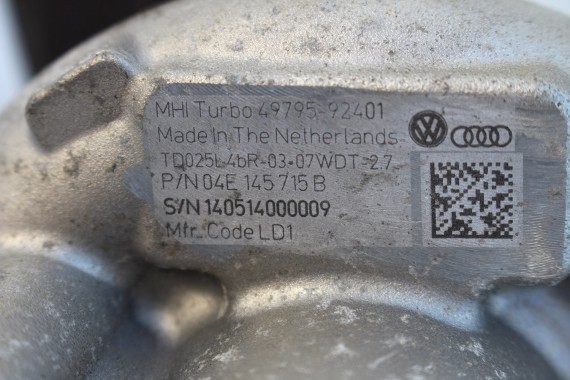 MHI Turbo 49795-92401
Made in The Netherlands
TD025L4bR-03•07WDT-2.7
P/N 04E 145 715 B
S/N 140514000009
Mfr. Code LD1